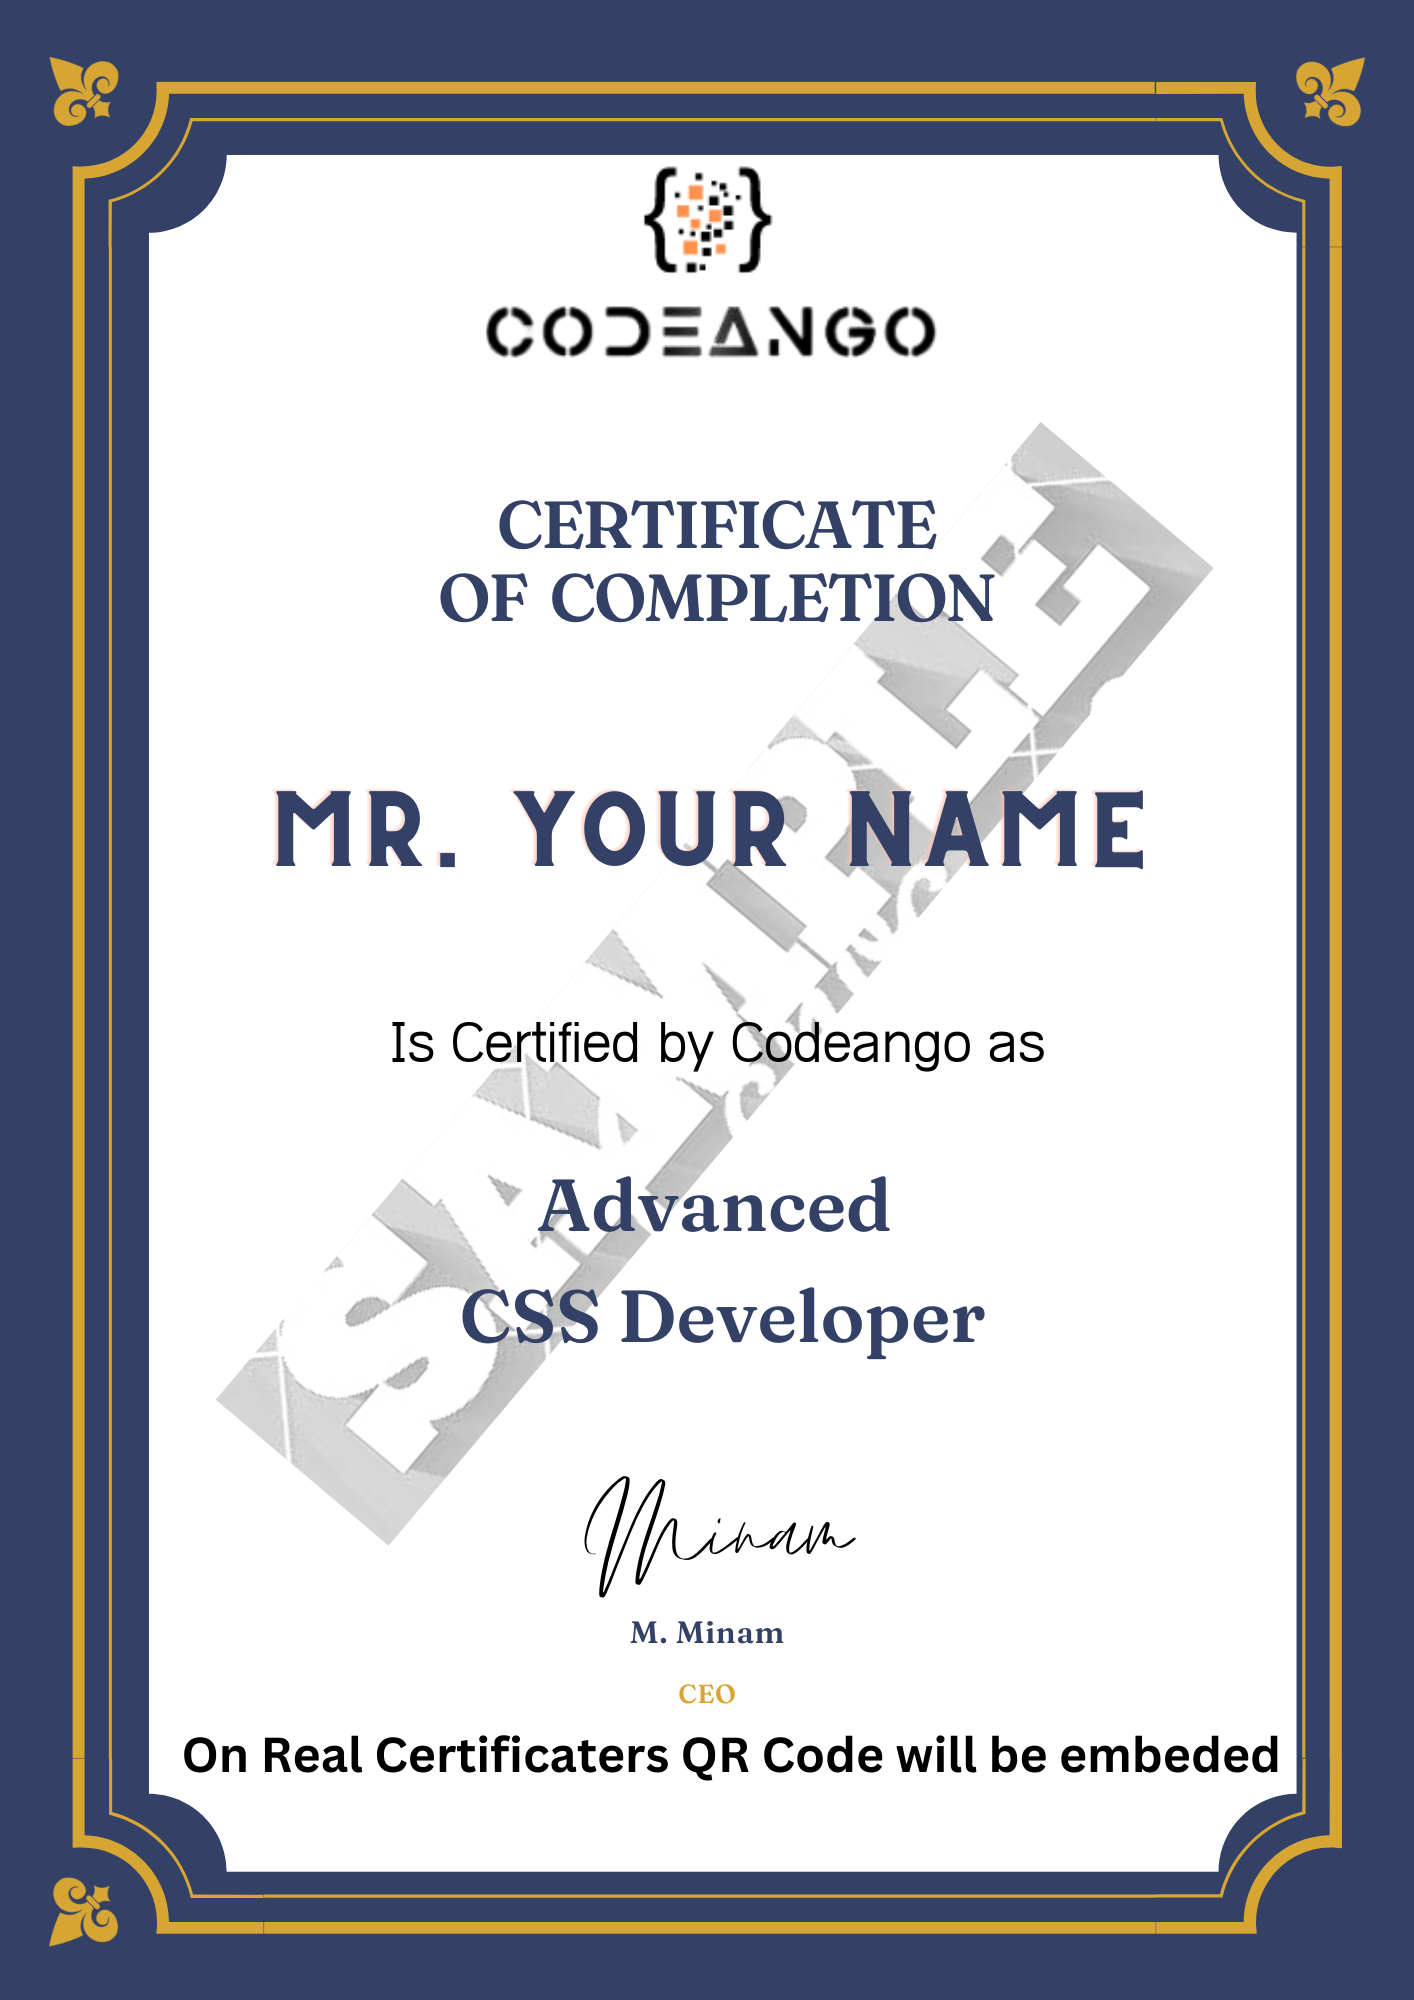 CODEANGO
CERTIFICATE
OF COMPLETION
MR. YOUR NAME
SAMPLE
Is Certified by Codeango as
Advanced
CSS Developer
Minam
M. Minam
CEO
On Real Certificaters QR Code will be embeded